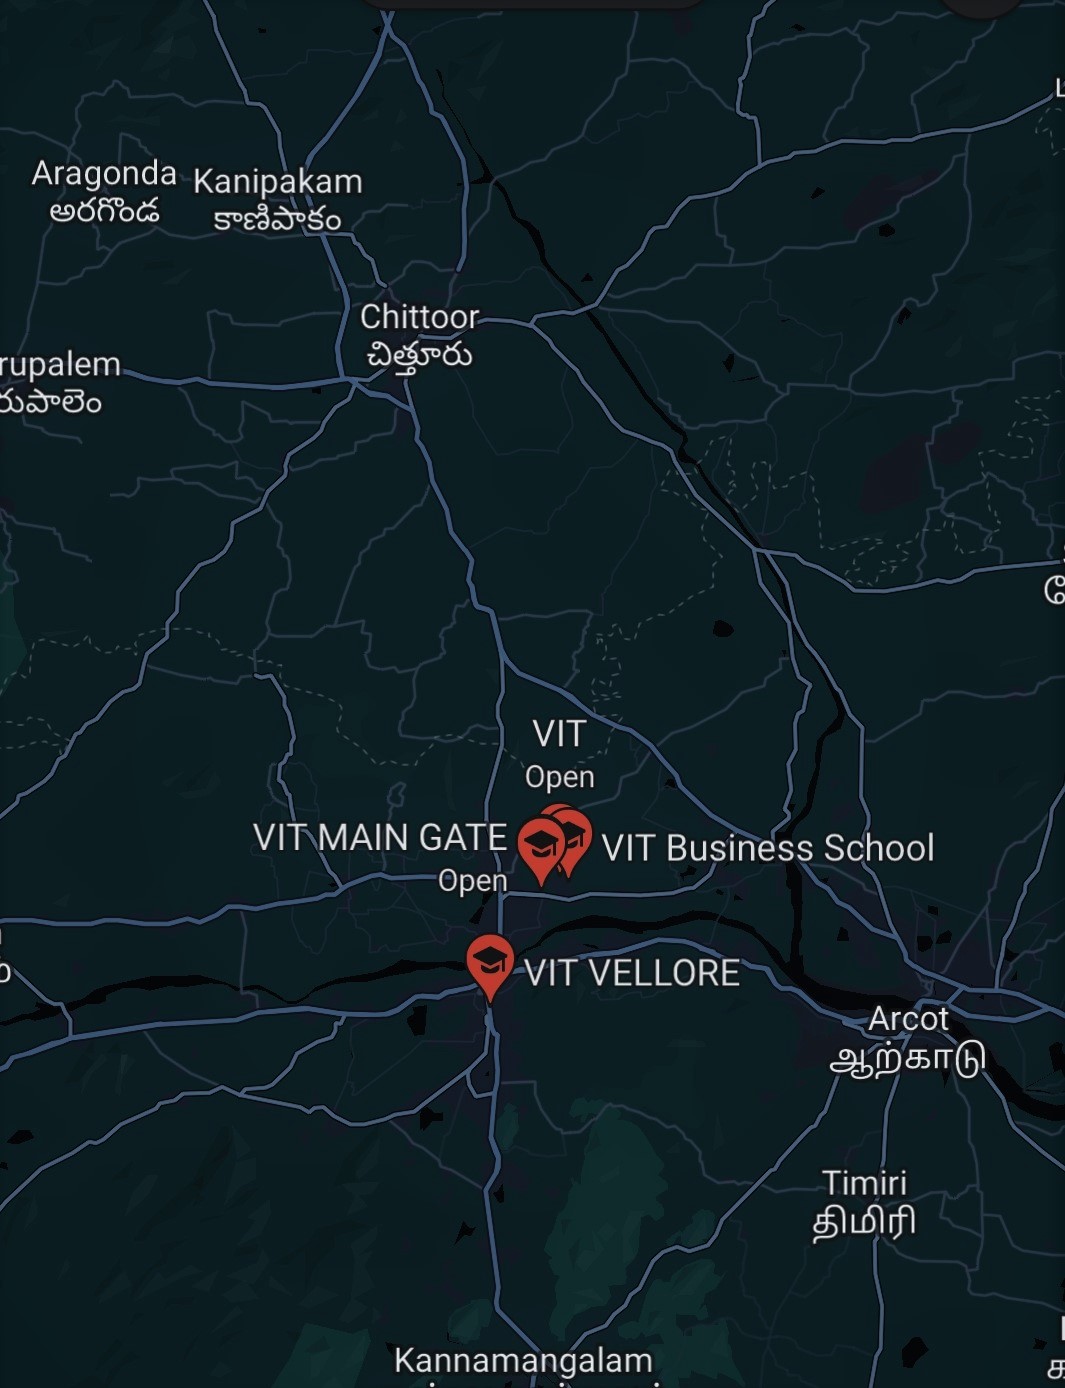 Aragonda
అరగొండ
Kanipakam
కాణిపాకం
Chittoor
చిత్తూరు
rupalem
రుపాలెం
VIT
Open
VIT MAIN GATE
Open
VIT Business School
VIT VELLORE
Arcot
ஆற்காடு
Timiri
திமிரி
Kannamangalam